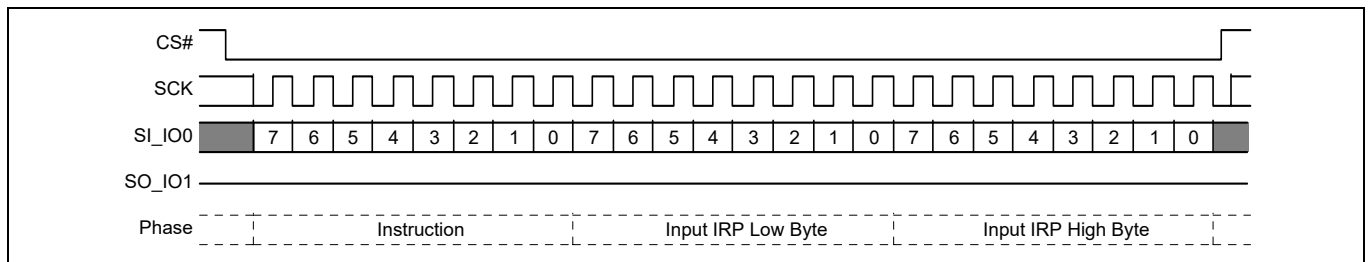 CS#
SCK
SI_IO0 7 6 5 4 3 2 1 0 7 6 5 4 3 2 1 0 7 6 5 4 3 2 1 0
SO_IO1
Phase Instruction Input IRP Low Byte Input IRP High Byte